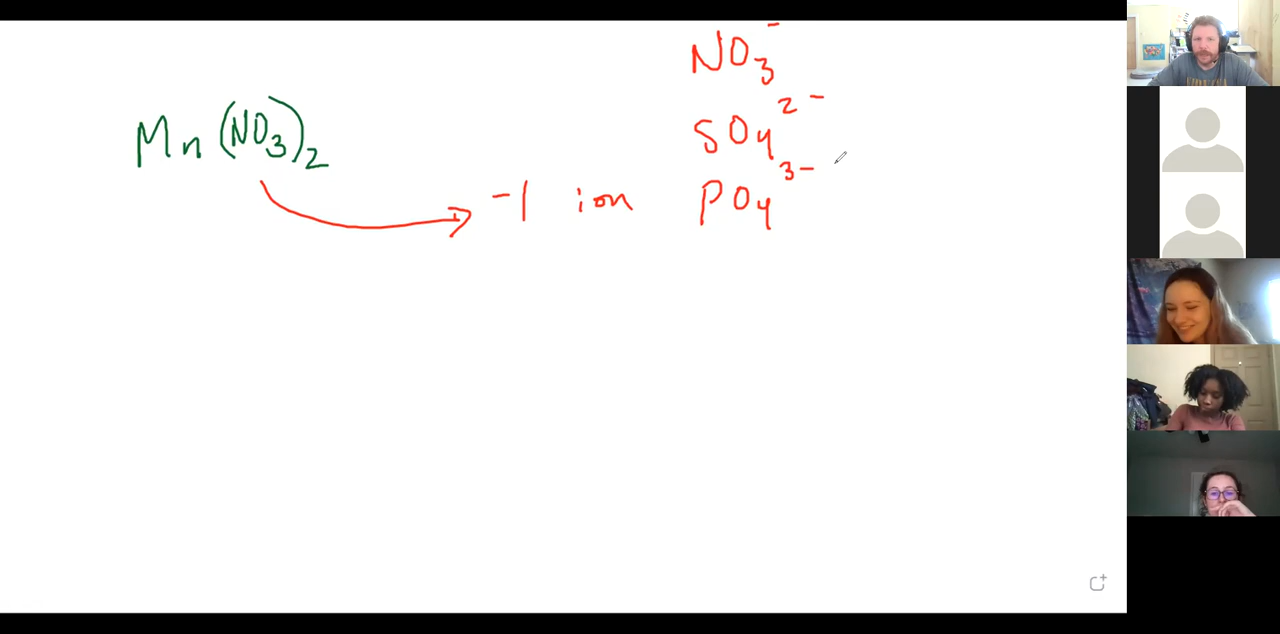 NO₃⁻
SO₄²⁻
Mn(NO₃)₂
-1 ion PO₄³⁻